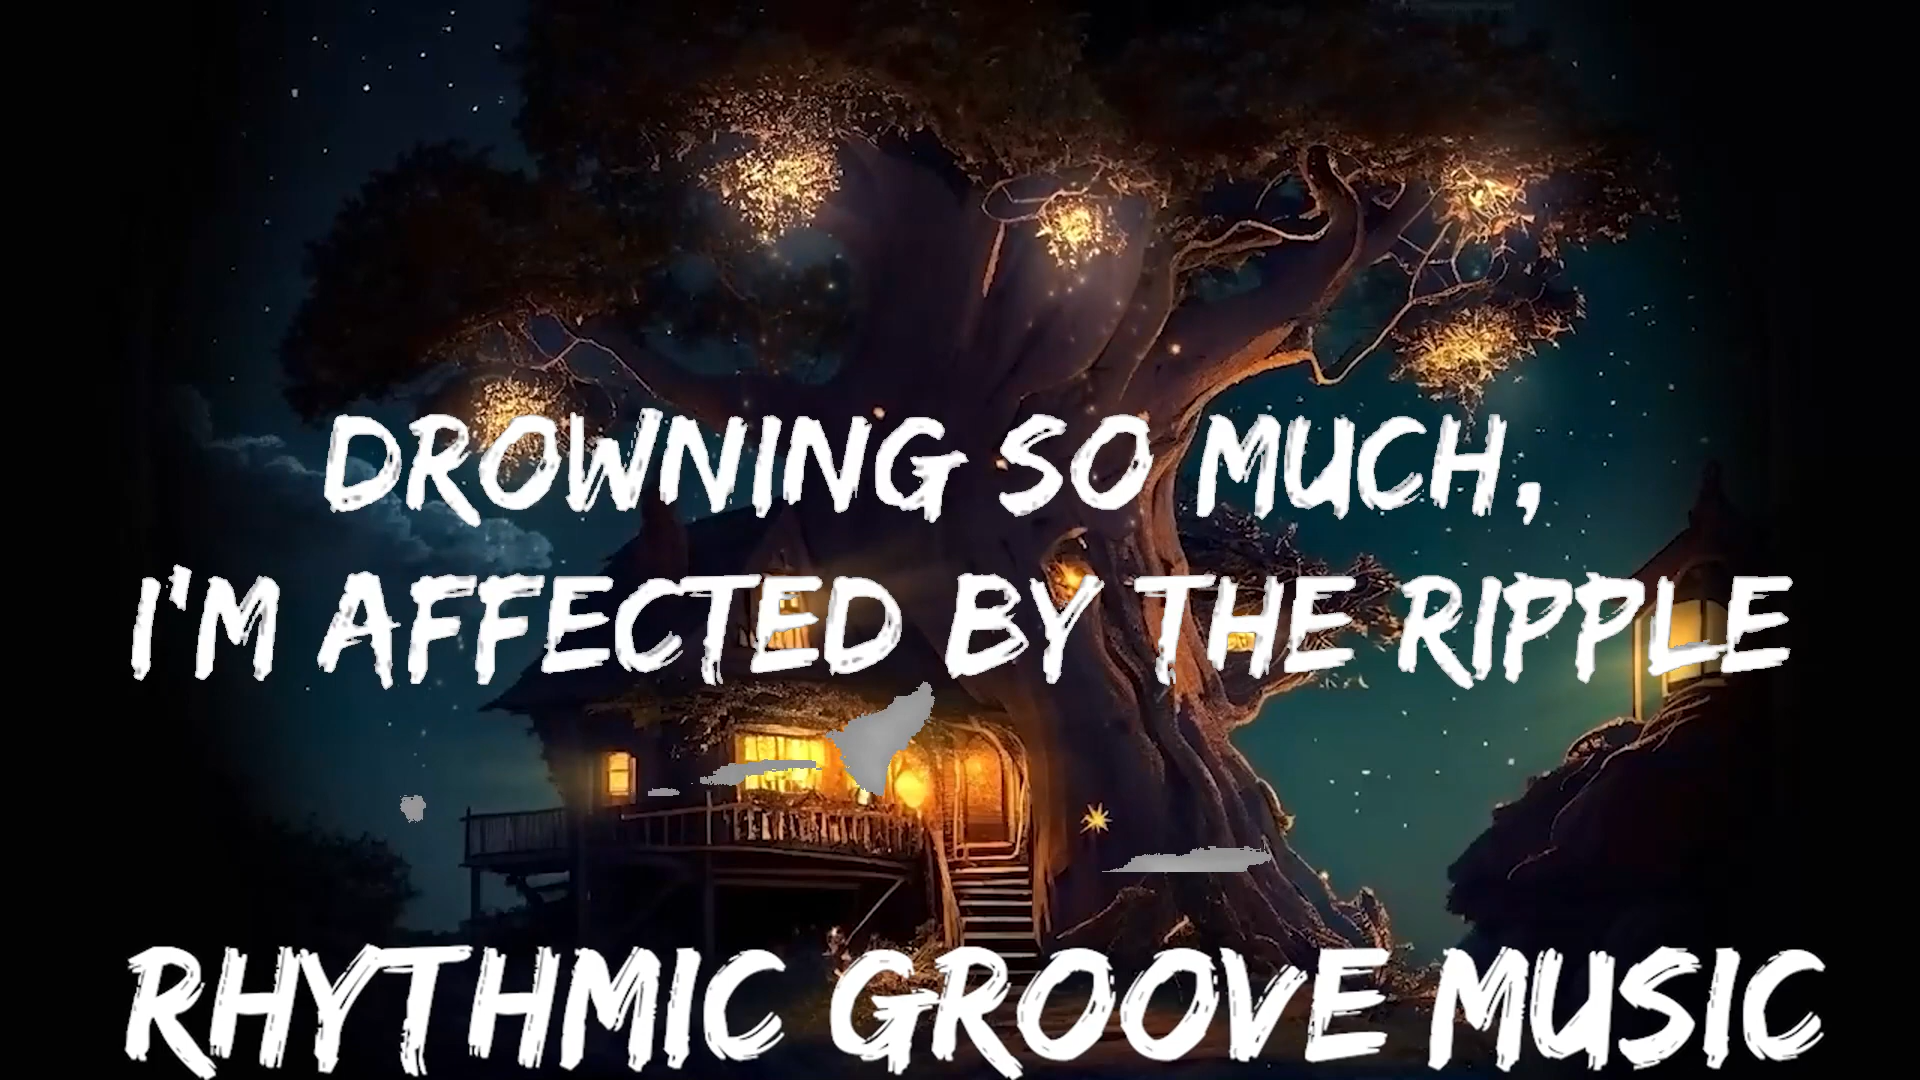 DROWNING SO MUCH,
I'M AFFECTED BY THE RIPPLE
RHYTHMIC GROOVE MUSIC